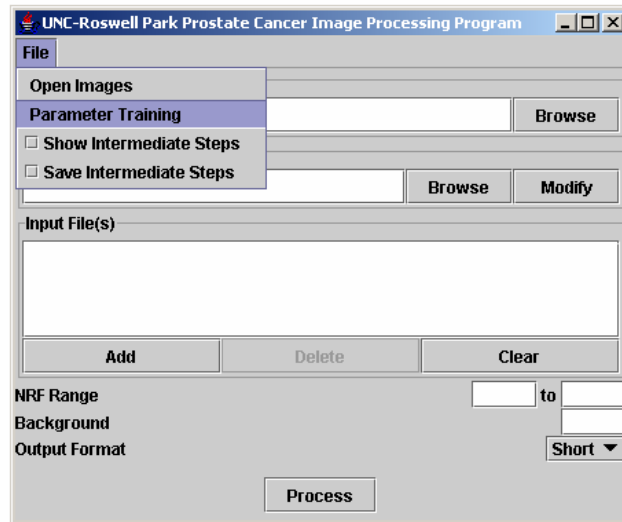 UNC-Roswell Park Prostate Cancer Image Processing Program
File
Open Images
Parameter Training
Browse
Show Intermediate Steps
Save Intermediate Steps
Browse Modify
Input File(s)
Add Delete Clear
NRF Range to
Background
Output Format Short
Process